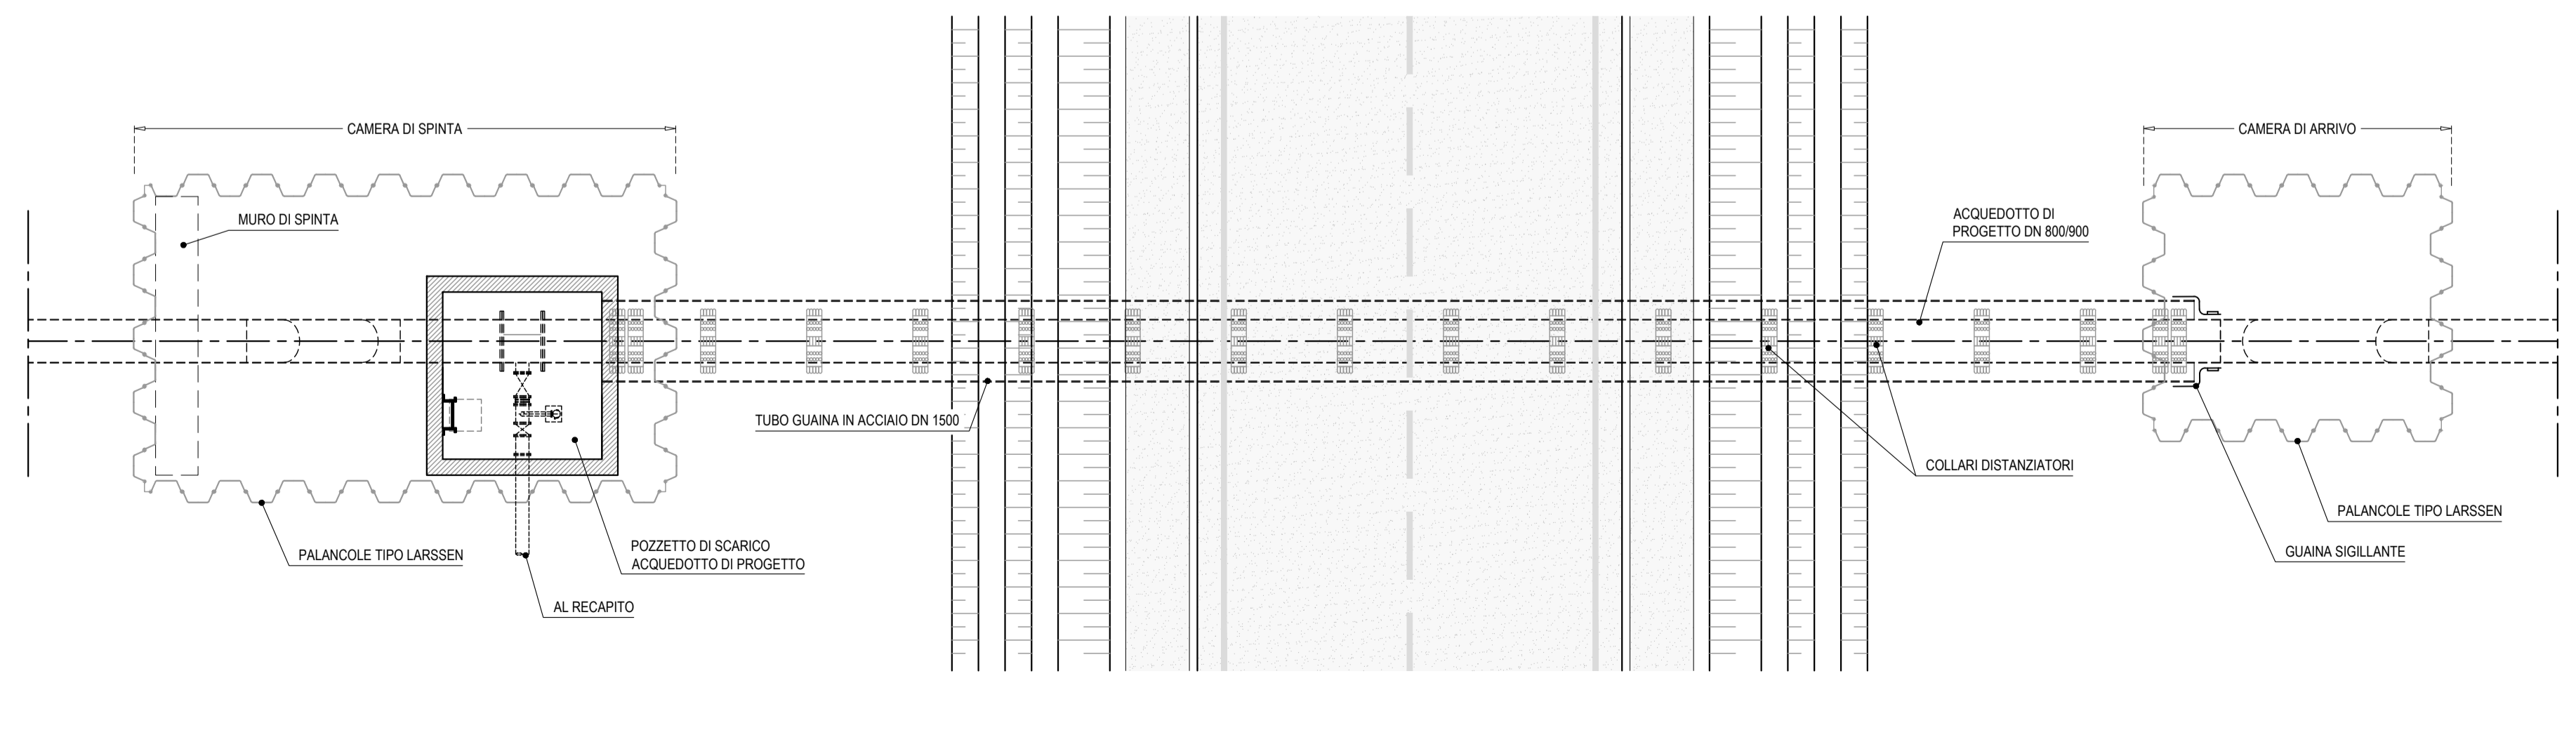 CAMERA DI SPINTA
CAMERA DI ARRIVO
MURO DI SPINTA
ACQUEDOTTO DI
PROGETTO DN 800/900
TUBO GUAINA IN ACCIAIO DN 1500
COLLARI DISTANZIATORI
PALANCOLE TIPO LARSSEN
GUAINA SIGILLANTE
PALANCOLE TIPO LARSSEN
POZZETTO DI SCARICO
ACQUEDOTTO DI PROGETTO
AL RECAPITO